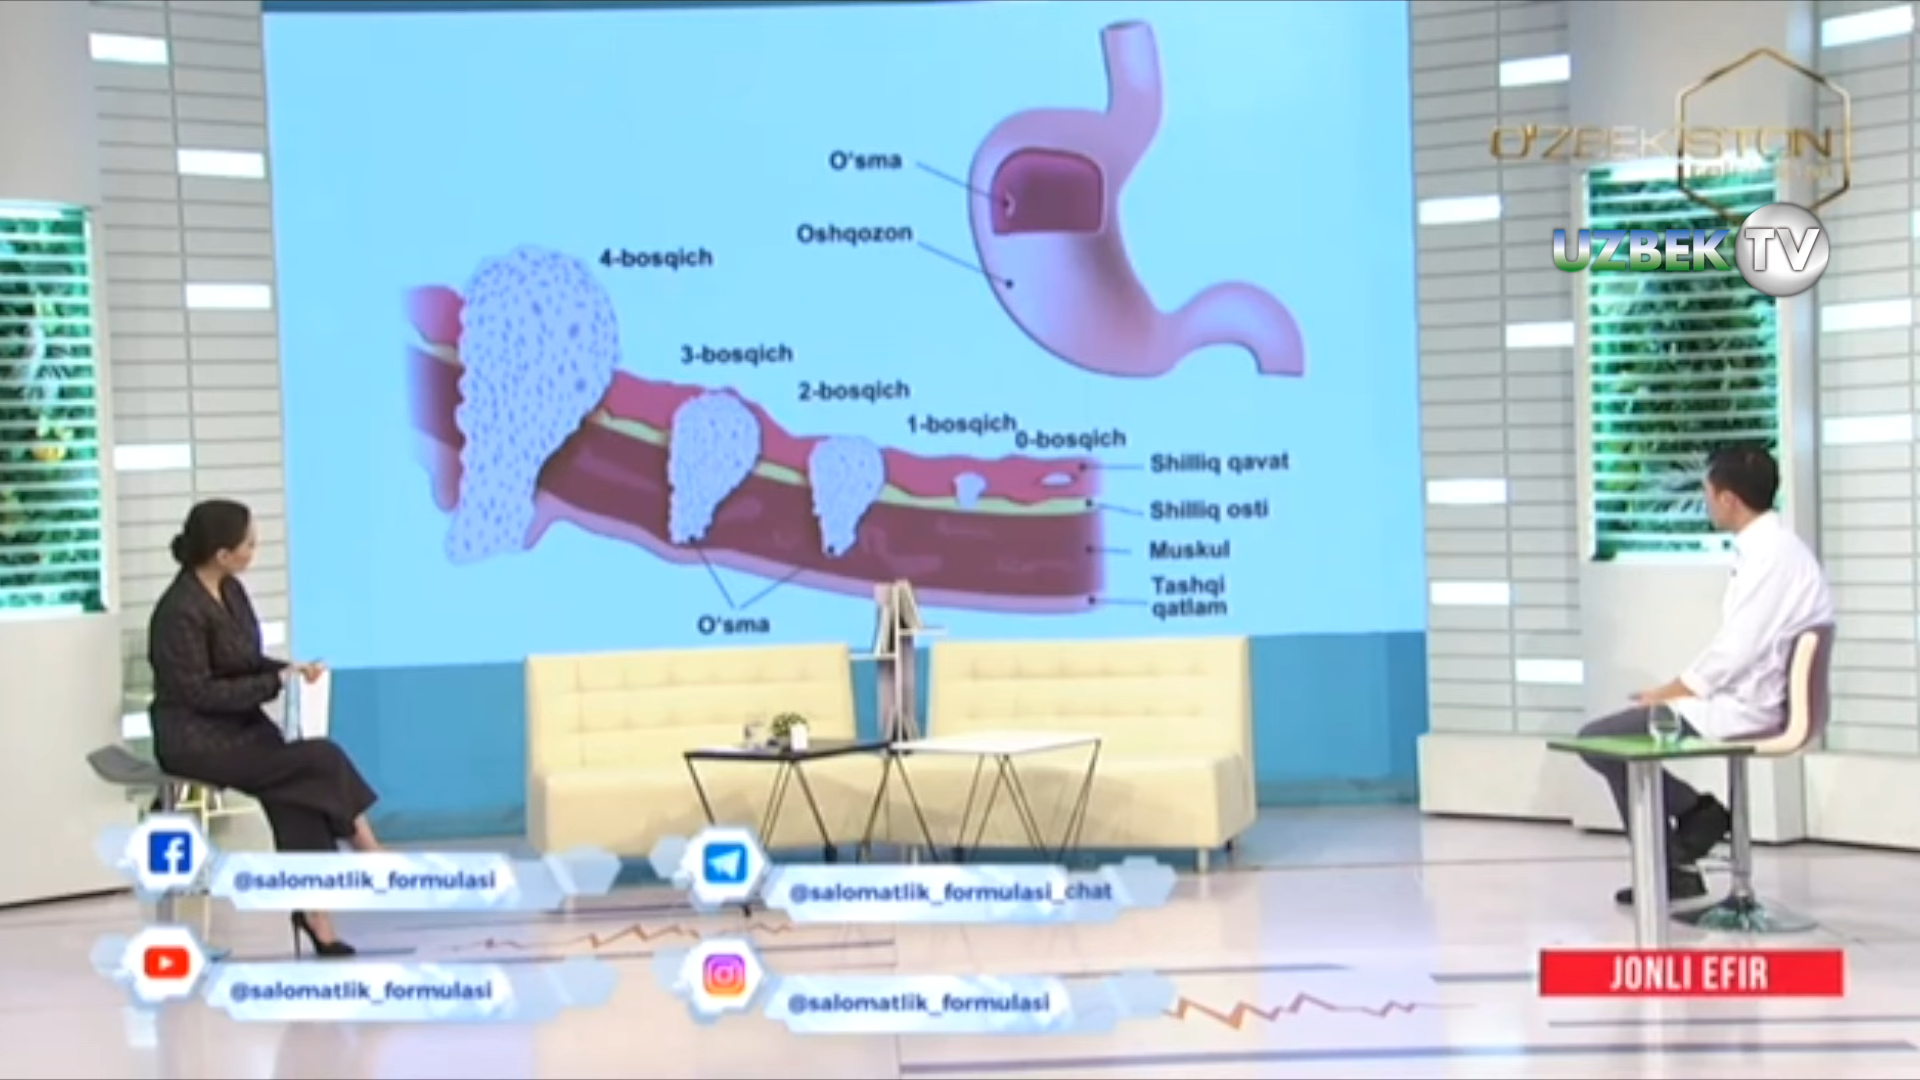 O'ZBEKISTON
UZBEK TV
O'sma
Oshqozon
4-bosqich
3-bosqich
2-bosqich
1-bosqich
0-bosqich
Shilliq qavat
Shilliq osti
Muskul
Tashqi
qatlam
O'sma
@salomatlik_formulasi
@salomatlik_formulasi_chat
@salomatlik_formulasi
@salomatlik_formulasi
JONLI EFIR